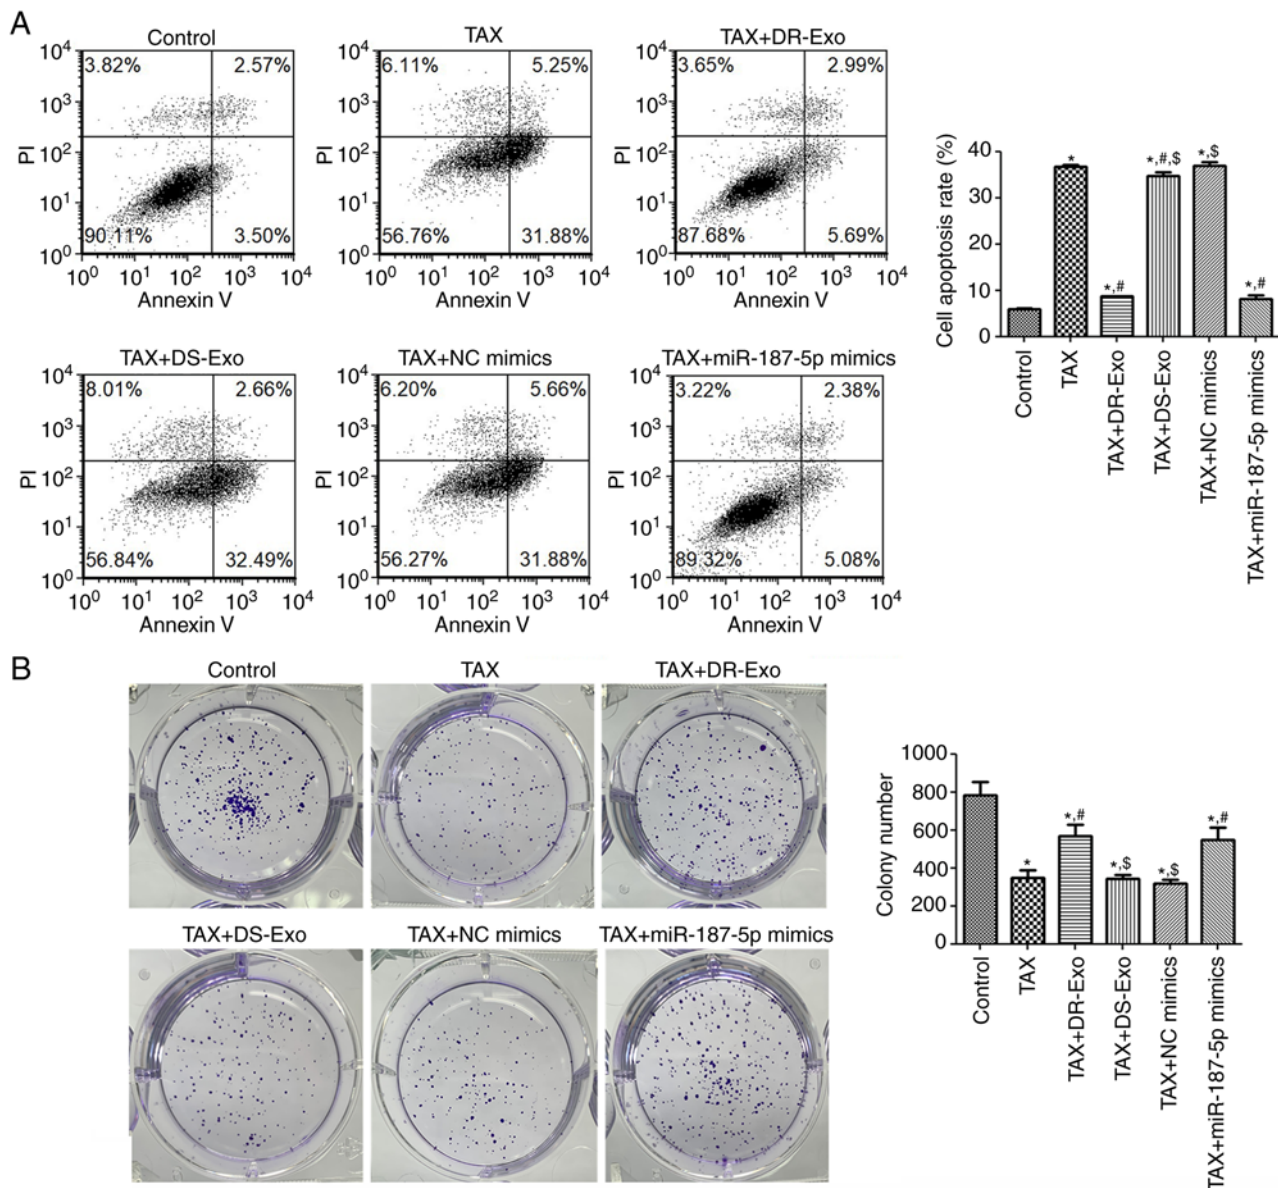 A
Control
TAX
TAX+DR-Exo
10⁴
10³
10²
10¹
10⁰
PI
3.82%
2.57%
90.11%
3.50%
10⁰ 10¹ 10² 10³ 10⁴
Annexin V
10⁴
10³
10²
10¹
10⁰
PI
6.11%
5.25%
56.76%
31.88%
10⁰ 10¹ 10² 10³ 10⁴
Annexin V
10⁴
10³
10²
10¹
10⁰
PI
3.65%
2.99%
87.68%
5.69%
10⁰ 10¹ 10² 10³ 10⁴
Annexin V
TAX+DS-Exo
TAX+NC mimics
TAX+miR-187-5p mimics
10⁴
10³
10²
10¹
10⁰
PI
8.01%
2.66%
56.84%
32.49%
10⁰ 10¹ 10² 10³ 10⁴
Annexin V
10⁴
10³
10²
10¹
10⁰
PI
6.20%
5.66%
56.27%
31.88%
10⁰ 10¹ 10² 10³ 10⁴
Annexin V
10⁴
10³
10²
10¹
10⁰
PI
3.22%
2.38%
89.32%
5.08%
10⁰ 10¹ 10² 10³ 10⁴
Annexin V
Cell apoptosis rate (%)
40
30
20
10
0
*
*,#
*,#,$
*,$
*,#
Control
TAX
TAX+DR-Exo
TAX+DS-Exo
TAX+NC mimics
TAX+miR-187-5p mimics
B
Control
TAX
TAX+DR-Exo
TAX+DS-Exo
TAX+NC mimics
TAX+miR-187-5p mimics
Colony number
1000
800
600
400
200
0
*
*,#
*,$
*,$
*,#
Control
TAX
TAX+DR-Exo
TAX+DS-Exo
TAX+NC mimics
TAX+miR-187-5p mimics